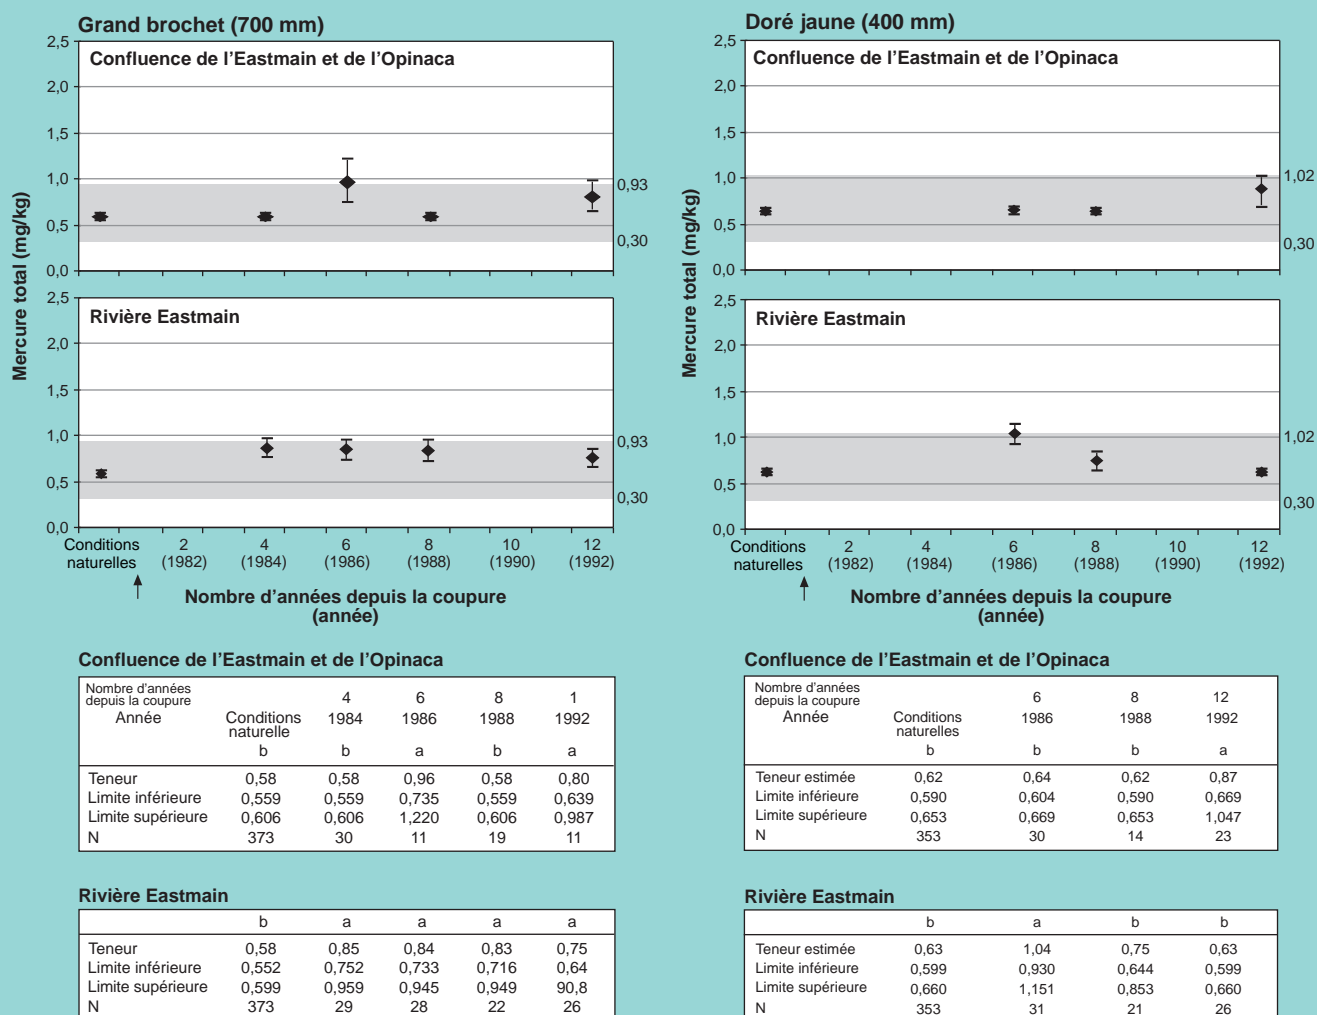 Grand brochet (700 mm)
Confluence de l'Eastmain et de l'Opinaca
2,5
2,0
1,5
1,0
0,5
0,0
0,93
0,30
Rivière Eastmain
2,5
2,0
1,5
1,0
0,5
0,0
0,93
0,30
Mercure total (mg/kg)
Conditions 2 4 6 8 10 12
naturelles (1982) (1984) (1986) (1988) (1990) (1992)
Nombre d'années depuis la coupure
(année)
Doré jaune (400 mm)
Confluence de l'Eastmain et de l'Opinaca
2,5
2,0
1,5
1,0
0,5
0,0
1,02
0,30
Rivière Eastmain
2,5
2,0
1,5
1,0
0,5
0,0
1,02
0,30
Mercure total (mg/kg)
Conditions 2 4 6 8 10 12
naturelles (1982) (1984) (1986) (1988) (1990) (1992)
Nombre d'années depuis la coupure
(année)
Confluence de l'Eastmain et de l'Opinaca
Nombre d'années
depuis la coupure 4 6 8 1
Année Conditions 1984 1986 1988 1992
naturelle
b b a b a
Teneur 0,58 0,58 0,96 0,58 0,80
Limite inférieure 0,559 0,559 0,735 0,559 0,639
Limite supérieure 0,606 0,606 1,220 0,606 0,987
N 373 30 11 19 11
Rivière Eastmain
b a a a a
Teneur 0,58 0,85 0,84 0,83 0,75
Limite inférieure 0,552 0,752 0,733 0,716 0,64
Limite supérieure 0,599 0,959 0,945 0,949 90,8
N 373 29 28 22 26
Confluence de l'Eastmain et de l'Opinaca
Nombre d'années
depuis la coupure 6 8 12
Année Conditions 1986 1988 1992
naturelles
b b b a
Teneur estimée 0,62 0,64 0,62 0,87
Limite inférieure 0,590 0,604 0,590 0,669
Limite supérieure 0,653 0,669 0,653 1,047
N 353 30 14 23
Rivière Eastmain
b a b b
Teneur estimée 0,63 1,04 0,75 0,63
Limite inférieure 0,599 0,930 0,644 0,599
Limite supérieure 0,660 1,151 0,853 0,660
N 353 31 21 26